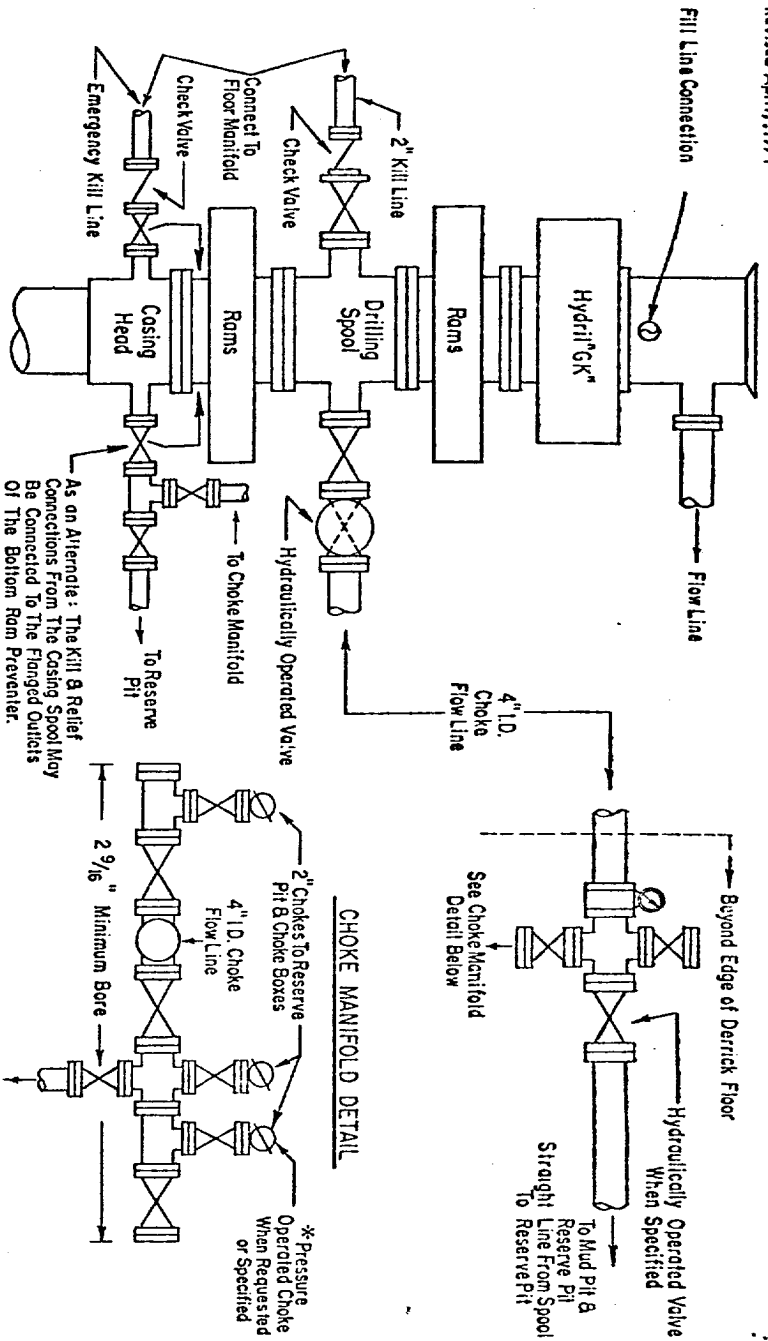 Fill Line Connection
Flow Line
Hydril "GK"
Rams
Drilling
Spool
2" Kill Line
Check Valve
Connect To
Floor Manifold
Check Valve
Emergency Kill Line
Rams
Casing
Head
Hydraulically Operated Valve
To Choke Manifold
To Reserve
Pit
As an Alternate: The Kill & Relief
Connections From The Casing Spool May
Be Connected To The Flanged Outlets
Of The Bottom Ram Preventer.
4" I.D.
Choke
Flow Line
Beyond Edge of Derrick Floor
Hydraulically Operated Valve
When Specified
See Choke Manifold
Detail Below
To Mud Pit &
Reserve Pit
Straight Line From Spool
To Reserve Pit
CHOKE MANIFOLD DETAIL
2" Chokes To Reserve
Pit & Choke Boxes
4" I.D. Choke
Flow Line
*Pressure
Operated Choke
When Requested
or Specified
2 9/16" Minimum Bore